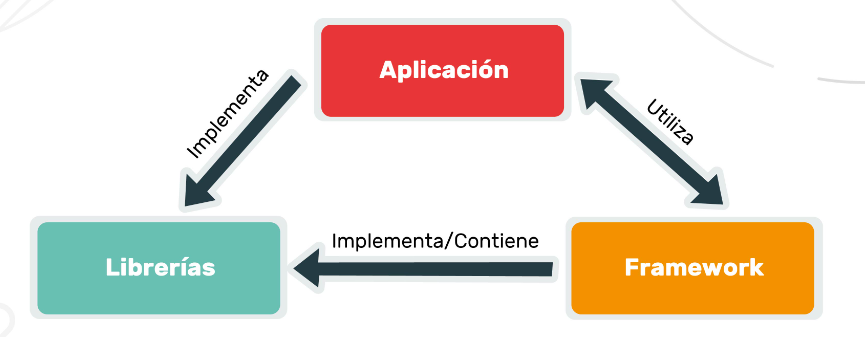 Aplicación
Implementa
Utiliza
Implementa/Contiene
Librerías
Framework